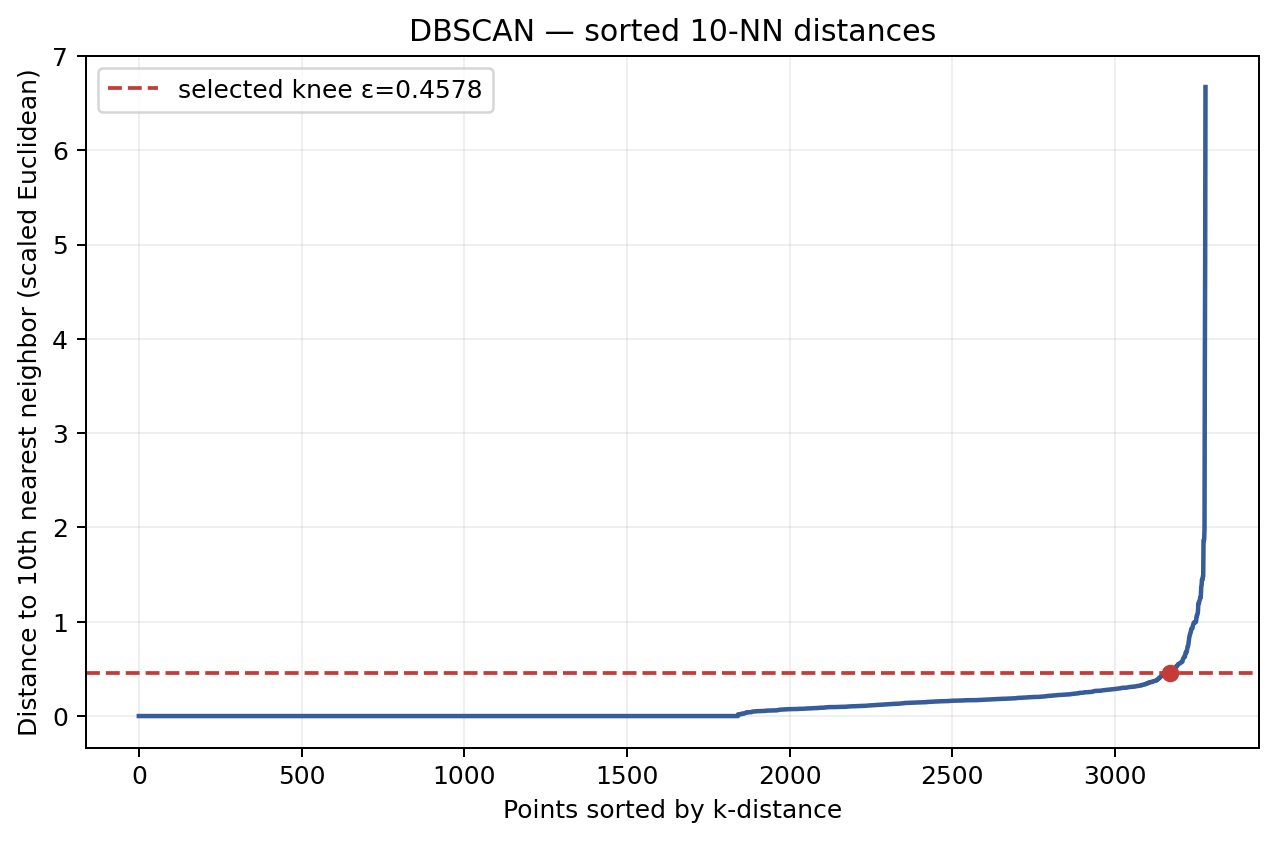 DBSCAN — sorted 10-NN distances
selected knee ε=0.4578
Distance to 10th nearest neighbor (scaled Euclidean)
7
6
5
4
3
2
1
0
0 500 1000 1500 2000 2500 3000
Points sorted by k-distance